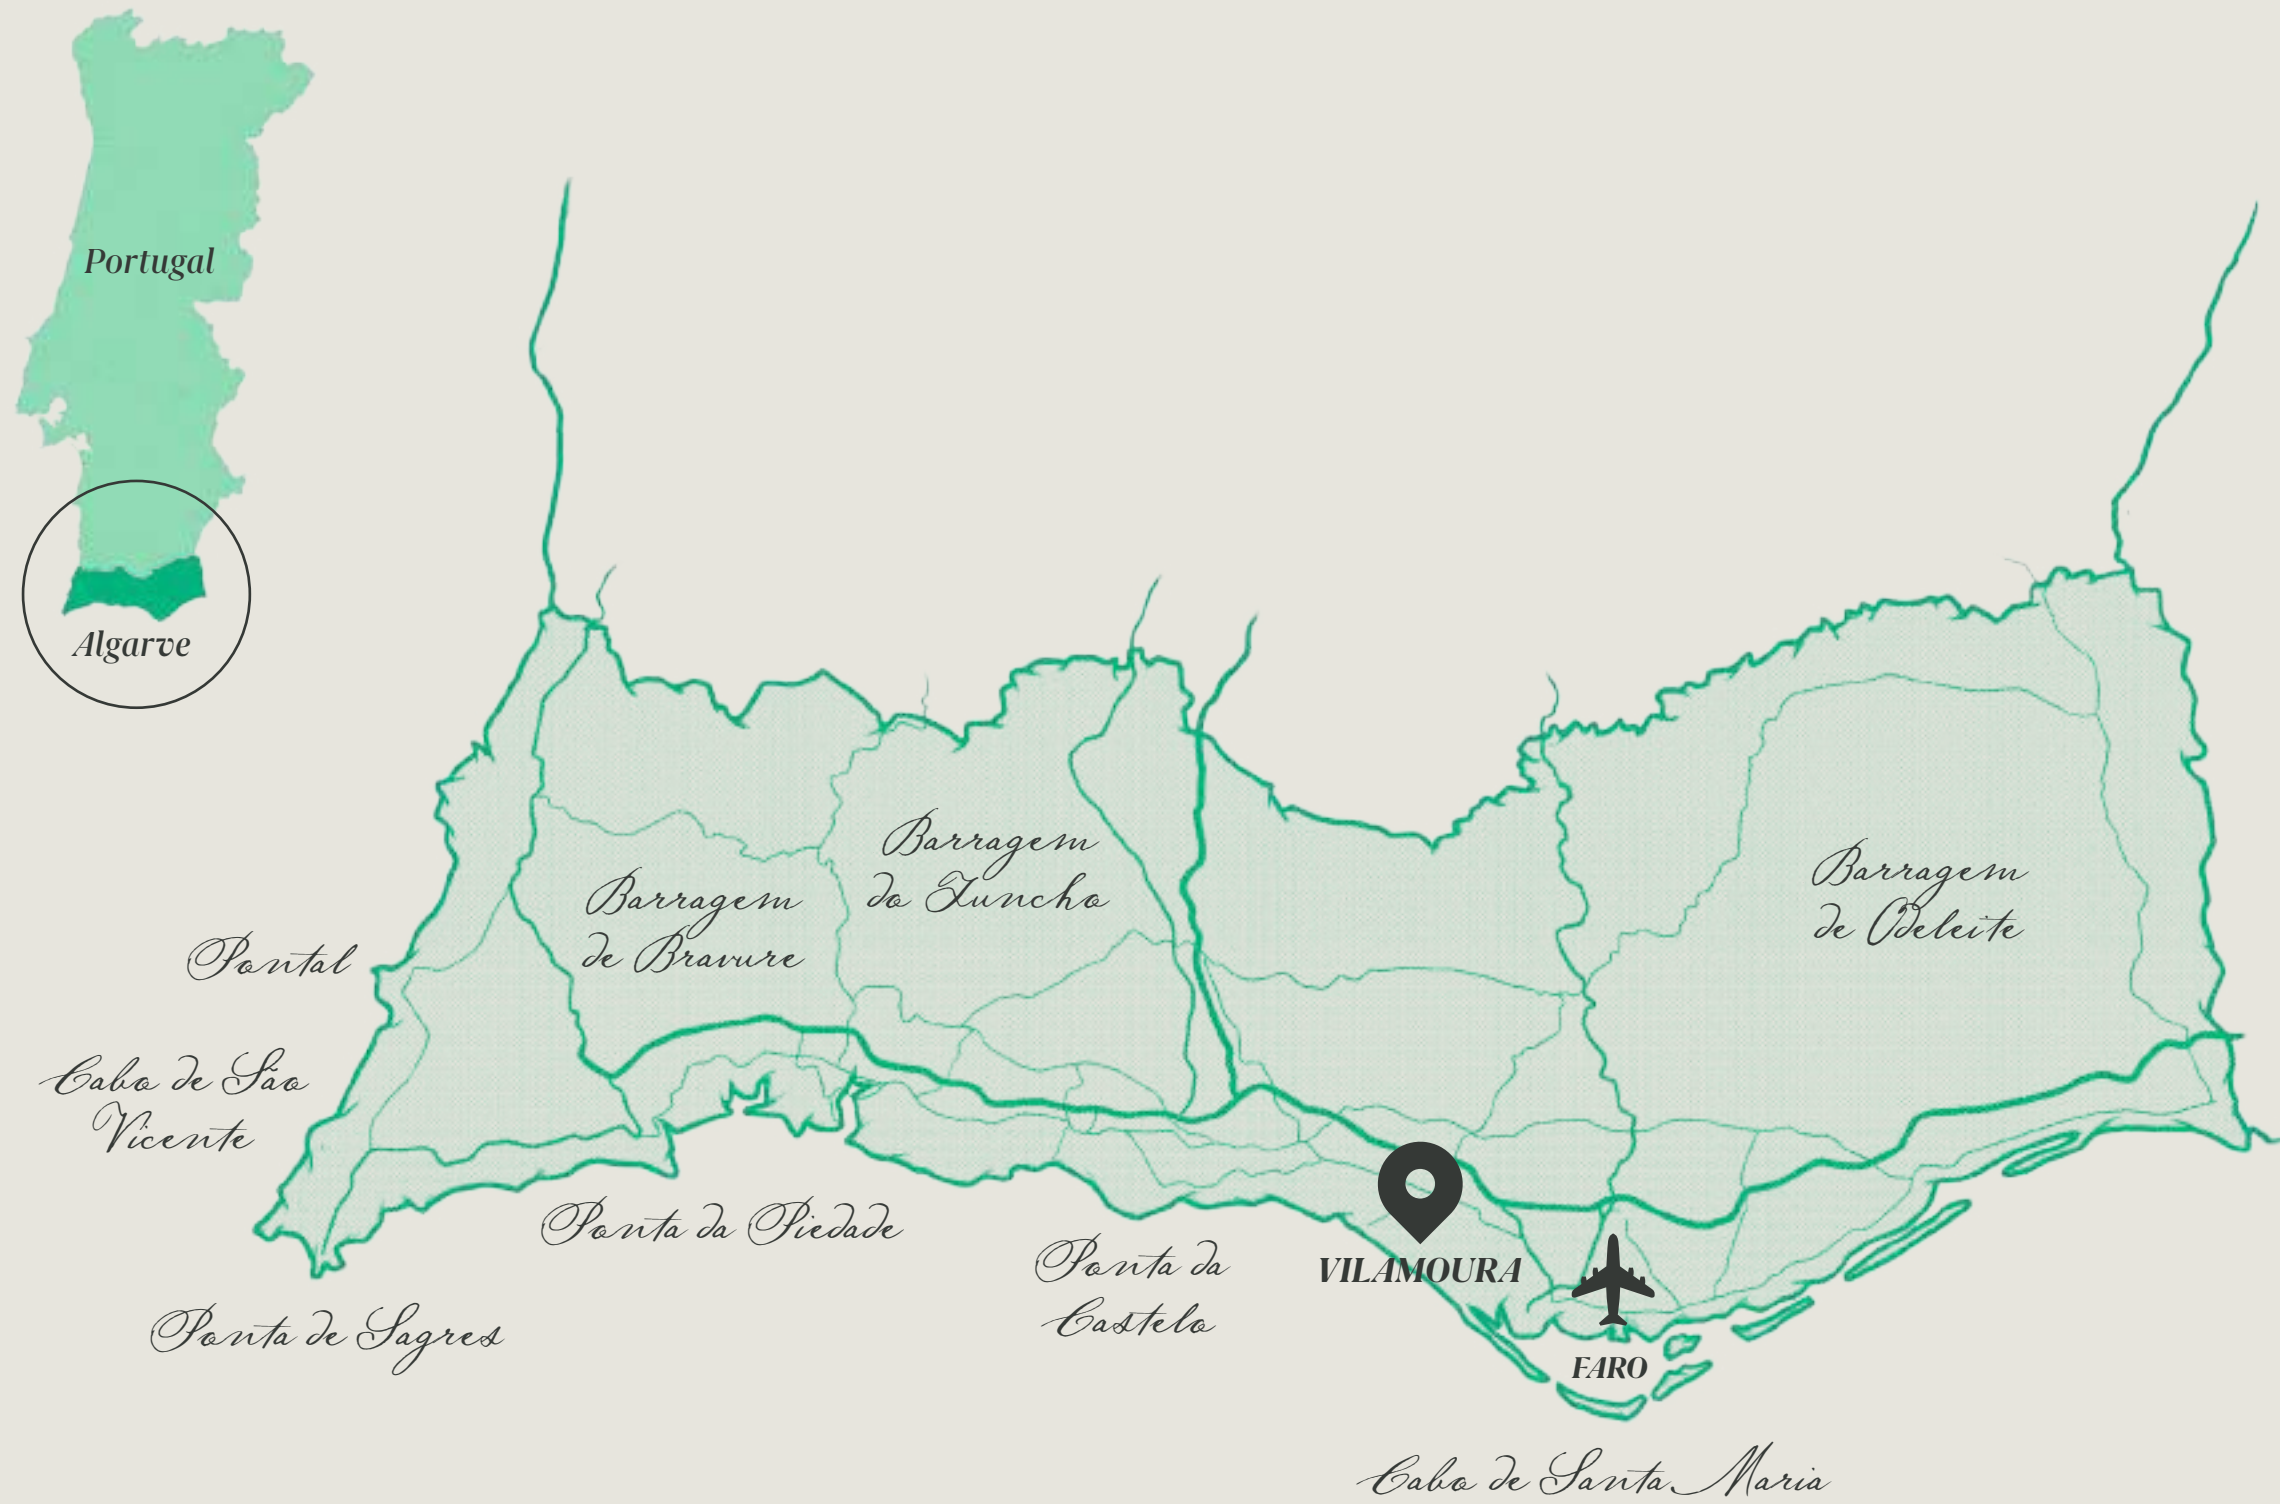 Portugal
Algarve
Barragem
do Funcho
Barragem
de Odeleite
Barragem
de Bravure
Pontal
Cabo de São
Vicente
Ponta da Piedade
Ponta da
Castelo
VILAMOURA
Ponta de Sagres
FARO
Cabo de Santa Maria